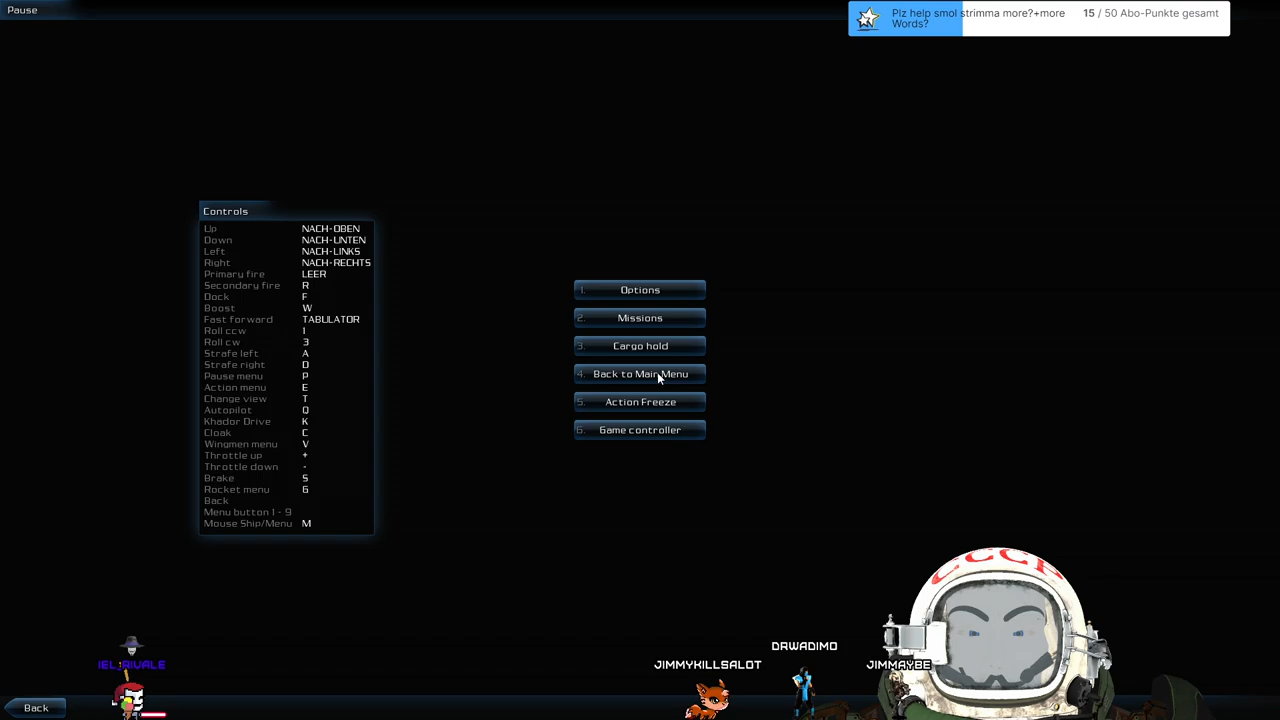 Pause
Plz help smol strimma more?+more
Words?
15 / 50 Abo-Punkte gesamt
Controls
Up NACH-OBEN
Down NACH-UNTEN
Left NACH-LINKS
Right NACH-RECHTS
Primary fire LEER
Secondary fire R
Dock F
Boost W
Fast forward TABULATOR
Roll ccw 1
Roll cw 3
Strafe left A
Strafe right D
Pause menu P
Action menu E
Change view T
Autopilot Q
Khador Drive K
Cloak C
Wingmen menu V
Throttle up +
Throttle down -
Brake S
Rocket menu G
Back
Menu button 1 - 9
Mouse Ship/Menu M
1. Options
2. Missions
3. Cargo hold
4. Back to Main Menu
5. Action Freeze
6. Game controller
CCCP
DRWADIMO
IEL_RIVALE
JIMMYKILLSALOT
JIMMAYBE
Back